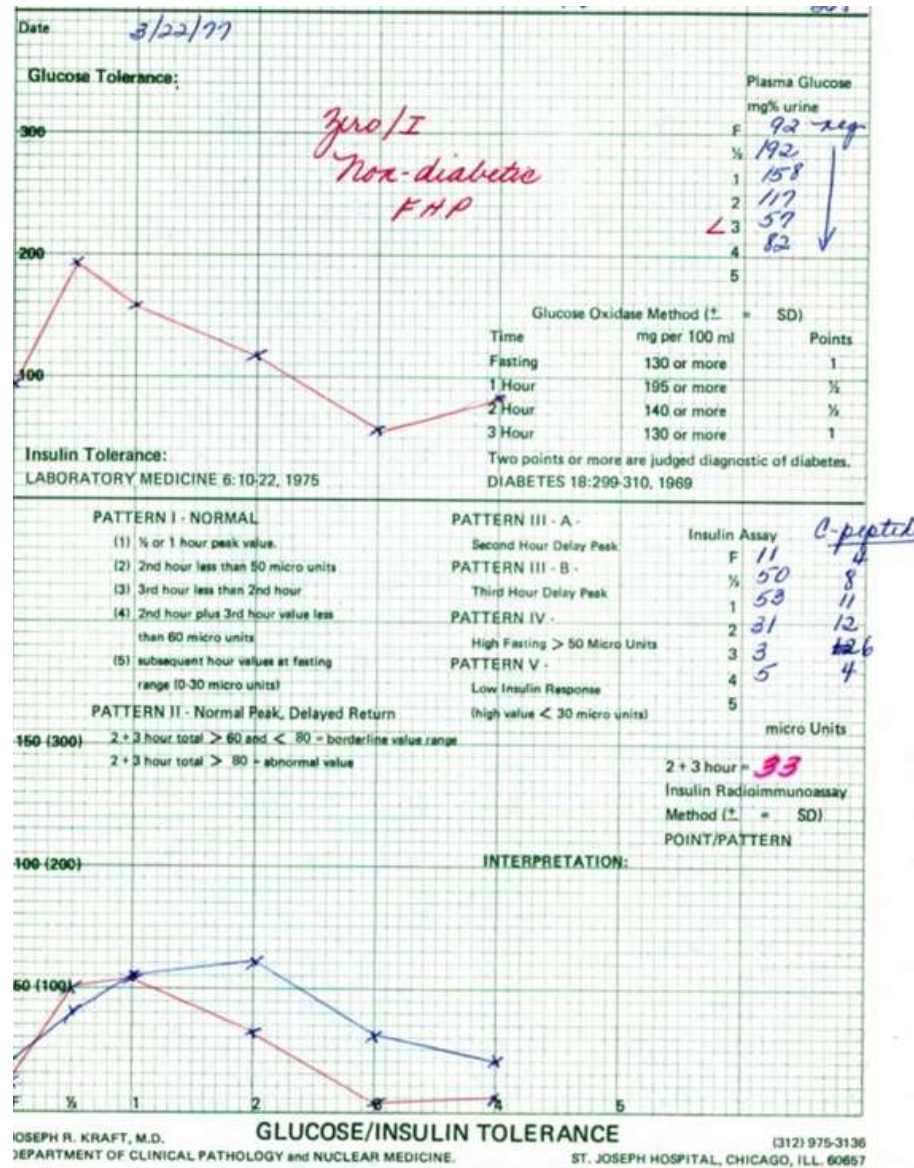 Date 3/22/77
Glucose Tolerance:
Plasma Glucose
mg% urine
F 92 neg
½ 192
1 158
2 117
< 3 57
4 82
5
Zero/I
Non-diabetic
FHP
300
200
100
Glucose Oxidase Method (± = SD)
Time mg per 100 ml Points
Fasting 130 or more 1
1 Hour 195 or more ½
2 Hour 140 or more ½
3 Hour 130 or more 1
Two points or more are judged diagnostic of diabetes.
DIABETES 18:299-310, 1969
Insulin Tolerance:
LABORATORY MEDICINE 6:10-22, 1975
PATTERN I - NORMAL
(1) ½ or 1 hour peak value.
(2) 2nd hour less than 50 micro units
(3) 3rd hour less than 2nd hour
(4) 2nd hour plus 3rd hour value less
than 60 micro units
(5) subsequent hour values at fasting
range (0-30 micro units)
PATTERN II - Normal Peak, Delayed Return
2 + 3 hour total > 60 and < 80 = borderline value range
2 + 3 hour total > 80 = abnormal value
PATTERN III - A -
Second Hour Delay Peak
PATTERN III - B -
Third Hour Delay Peak
PATTERN IV -
High Fasting > 50 Micro Units
PATTERN V -
Low Insulin Response
(high value < 30 micro units)
Insulin Assay C-peptid
F 11 4
½ 50 8
1 53 11
2 31 12
3 3 6
4 5 4
5
micro Units
2 + 3 hour = 33
Insulin Radioimmunoassay
Method (± = SD)
POINT/PATTERN
INTERPRETATION:
150 (300)
100 (200)
50 (100)
F ½ 1 2 3 4 5
JOSEPH R. KRAFT, M.D.
DEPARTMENT OF CLINICAL PATHOLOGY and NUCLEAR MEDICINE.
GLUCOSE/INSULIN TOLERANCE
(312) 975-3136
ST. JOSEPH HOSPITAL, CHICAGO, ILL. 60657